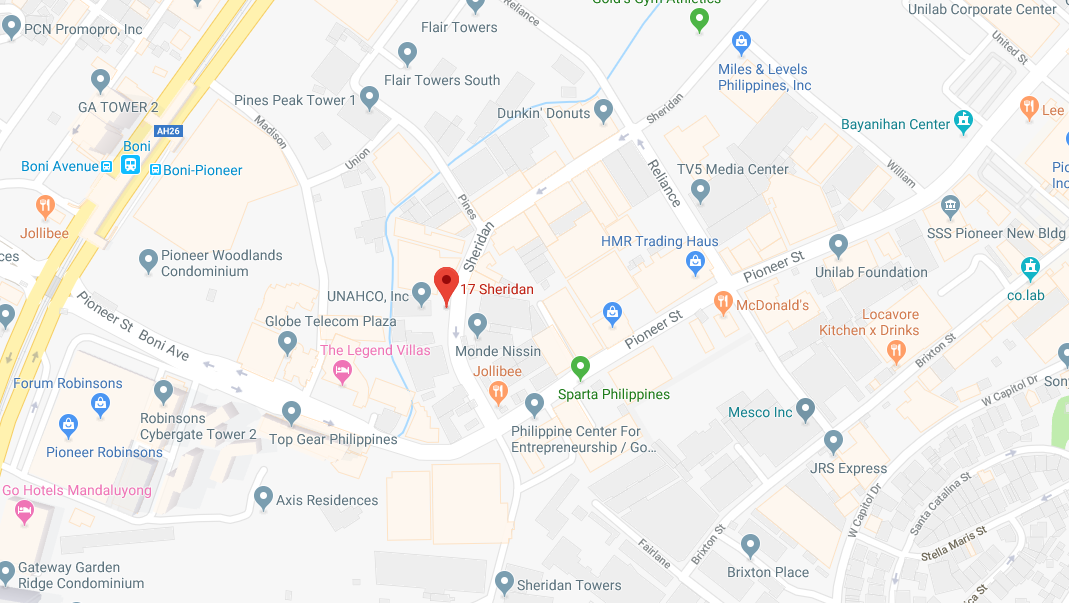 Gold's Gym Athletics
Unilab Corporate Center
PCN Promopro, Inc
Flair Towers
Reliance
United St
Miles & Levels
Philippines, Inc
Flair Towers South
GA TOWER 2
Pines Peak Tower 1
Dunkin' Donuts
Sheridan
Lee
Bayanihan Center
AH26
Madison
Boni
Boni Avenue
Boni-Pioneer
Union
Reliance
TV5 Media Center
William
Pines
Jollibee
SSS Pioneer New Bldg
Sheridan
HMR Trading Haus
Pioneer Woodlands
Condominium
Pioneer St
Unilab Foundation
UNAHCO, Inc
17 Sheridan
co.lab
McDonald's
Locavore
Kitchen x Drinks
Pioneer St
Boni Ave
Globe Telecom Plaza
Pioneer St
Brixton St
The Legend Villas
Monde Nissin
Jollibee
Forum Robinsons
Sparta Philippines
W Capitol Dr
Robinsons
Cybergate Tower 2
Mesco Inc
Top Gear Philippines
Philippine Center For
Entrepreneurship / Go...
Pioneer Robinsons
JRS Express
Go Hotels Mandaluyong
Axis Residences
W Capitol Dr
Santa Catalina St
Stella Maris St
Fairlane
Brixton St
Gateway Garden
Ridge Condominium
Sheridan Towers
Brixton Place